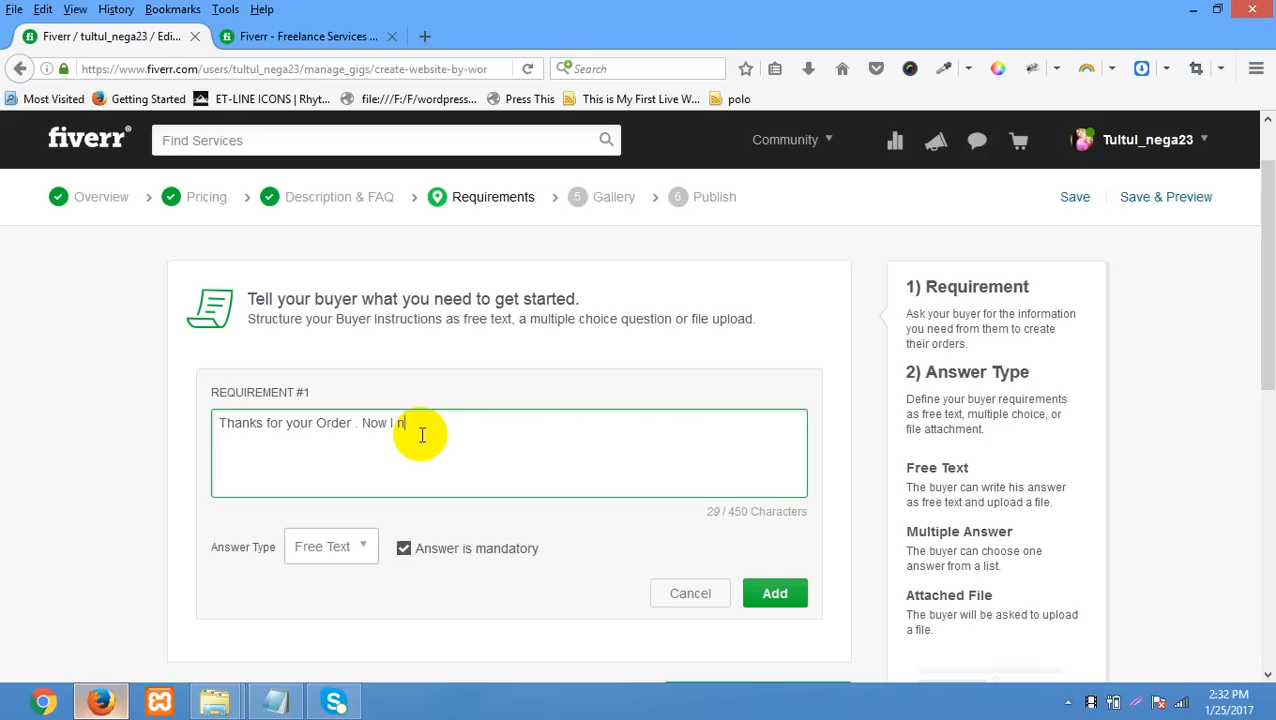 File Edit View History Bookmarks Tools Help
Fiverr / tultul_nega23 / Edi...
Fiverr - Freelance Services ...
https://www.fiverr.com/users/tultul_nega23/manage_gigs/create-website-by-wor
Search
Most Visited Getting Started ET-LINE ICONS | Rhyt... file:///F:/F/wordpress... Press This This is My First Live W... polo
fiverr®
Find Services
Community
Tultul_nega23
Overview Pricing Description & FAQ Requirements 5 Gallery 6 Publish
Save Save & Preview
Tell your buyer what you need to get started.
Structure your Buyer Instructions as free text, a multiple choice question or file upload.
REQUIREMENT #1
Thanks for your Order . Now I n
29 / 450 Characters
Answer Type Free Text Answer is mandatory
Cancel Add
1) Requirement
Ask your buyer for the information
you need from them to create
their orders.
2) Answer Type
Define your buyer requirements
as free text, multiple choice, or
file attachment.
Free Text
The buyer can write his answer
as free text and upload a file.
Multiple Answer
The buyer can choose one
answer from a list.
Attached File
The buyer will be asked to upload
a file.
2:32 PM
1/25/2017